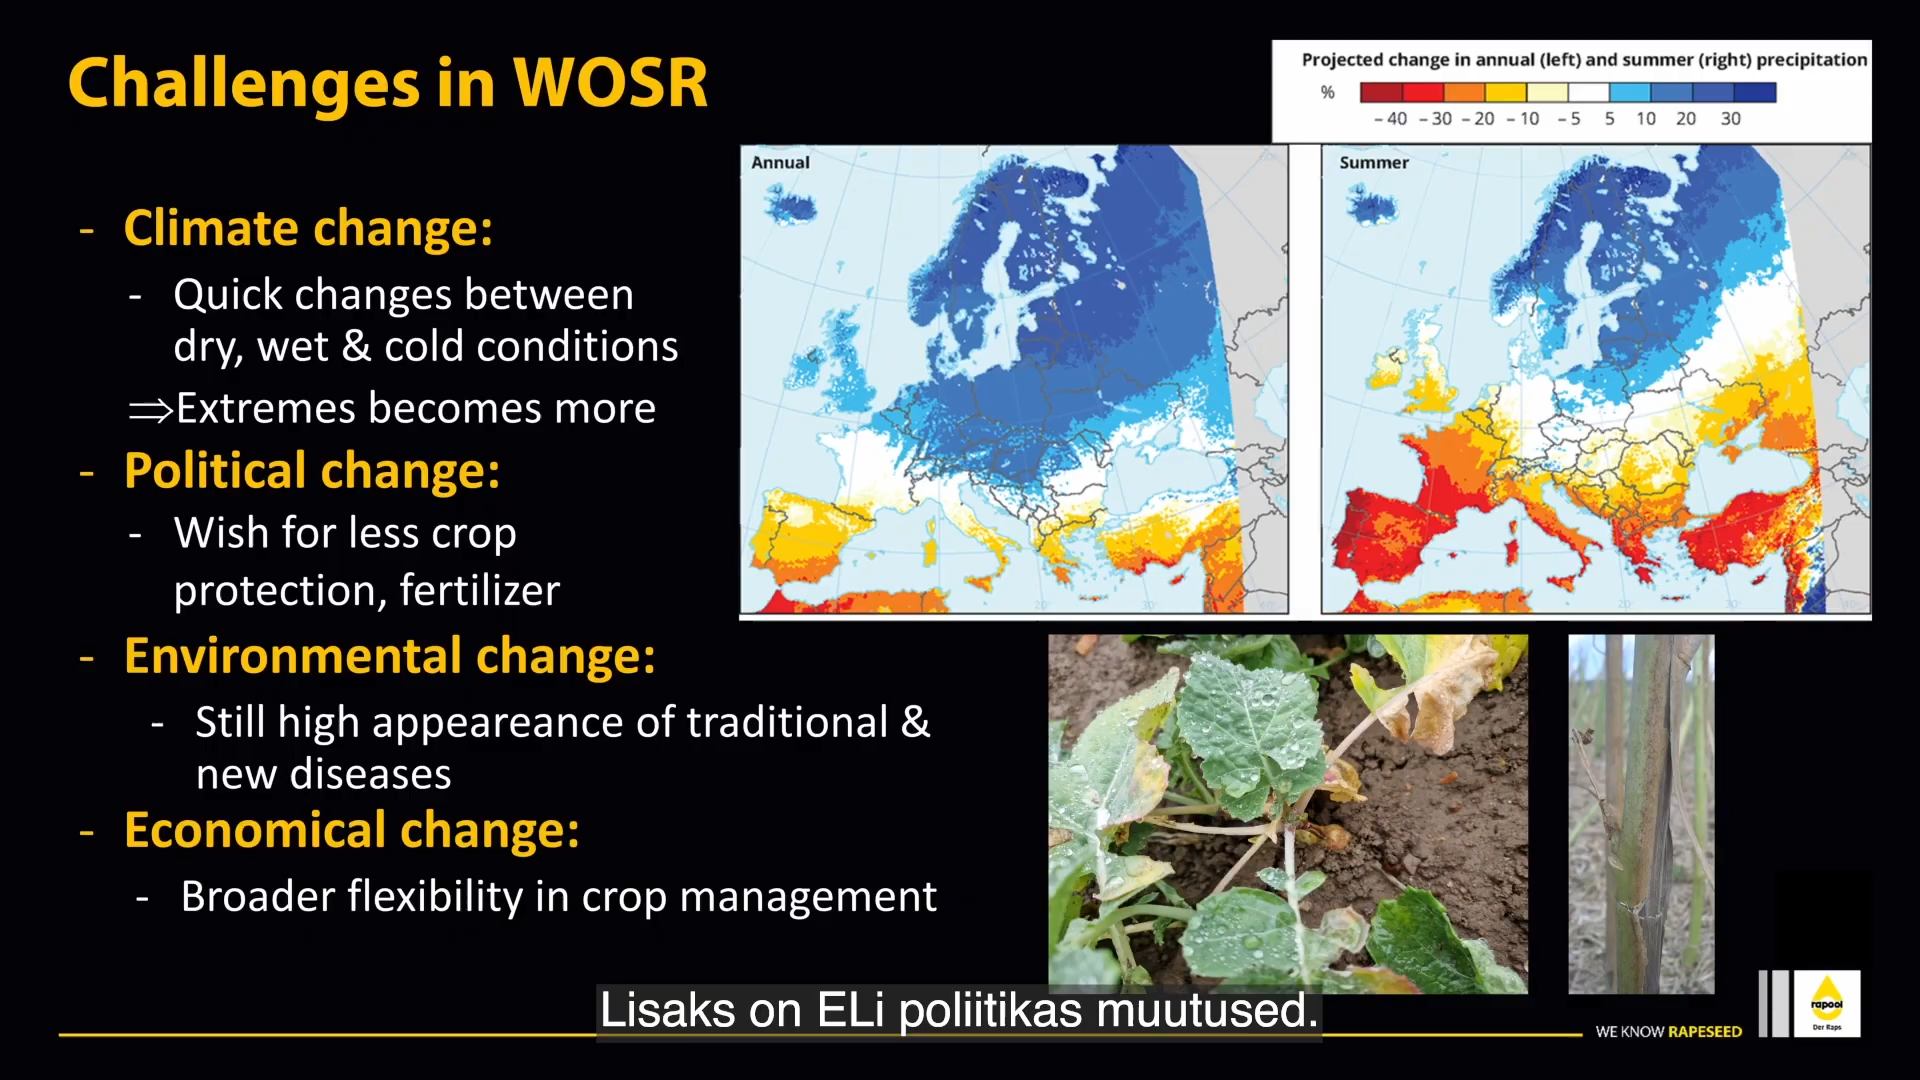 Challenges in WOSR
- Climate change:
- Quick changes between
dry, wet & cold conditions
⇒Extremes becomes more
- Political change:
- Wish for less crop
protection, fertilizer
- Environmental change:
- Still high appeareance of traditional &
new diseases
- Economical change:
- Broader flexibility in crop management
Projected change in annual (left) and summer (right) precipitation
%
– 40 – 30 – 20 – 10 – 5 5 10 20 30
Annual
Summer
Lisaks on ELi poliitikas muutused.
WE KNOW RAPESEED
rapool
Der Raps